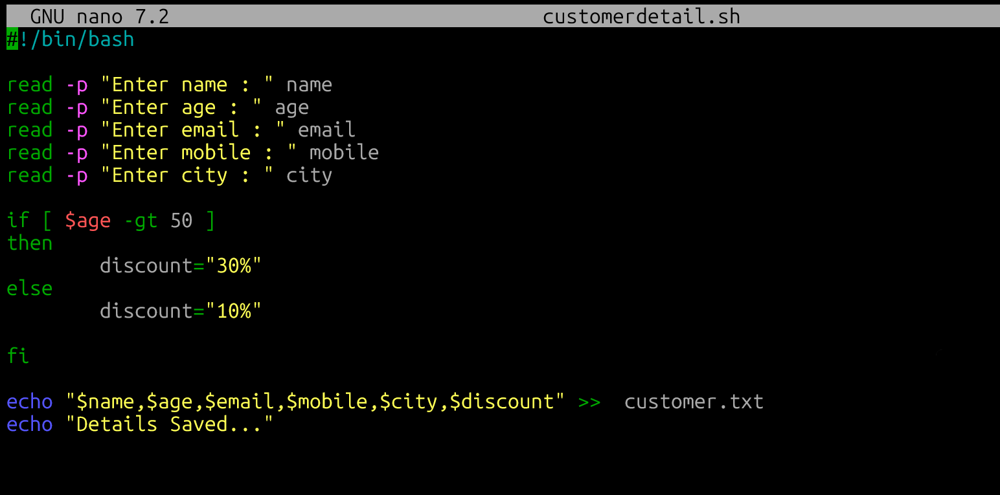 GNU nano 7.2 customerdetail.sh
#!/bin/bash
read -p "Enter name : " name
read -p "Enter age : " age
read -p "Enter email : " email
read -p "Enter mobile : " mobile
read -p "Enter city : " city
if [ $age -gt 50 ]
then
discount="30%"
else
discount="10%"
fi
echo "$name,$age,$email,$mobile,$city,$discount" >>  customer.txt
echo "Details Saved..."